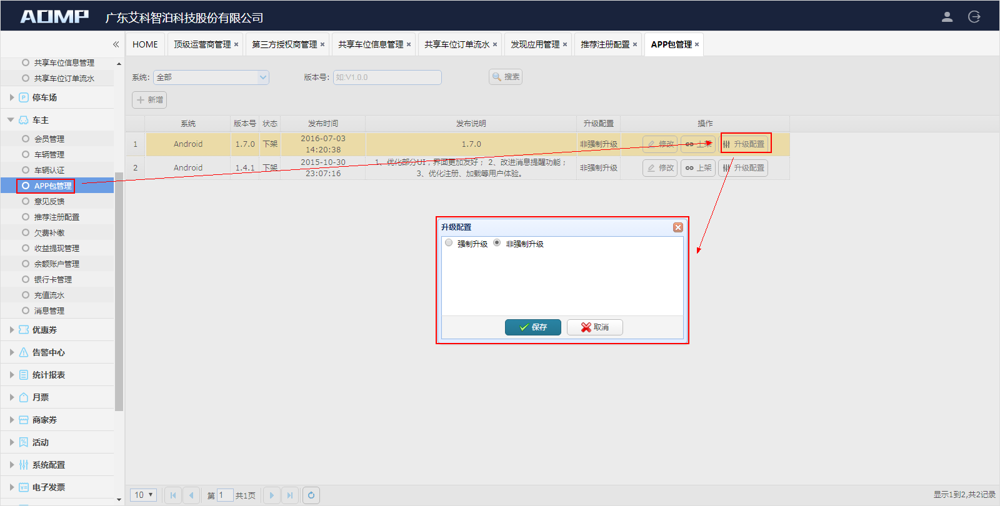 AOMP 广东艾科智泊科技股份有限公司
HOME 顶级运营商管理 第三方授权商管理 共享车位信息管理 共享车位订单流水 发现应用管理 推荐注册配置 APP包管理
共享车位信息管理
共享车位订单流水
停车场
车主
会员管理
车辆管理
车辆认证
APP包管理
意见反馈
推荐注册配置
欠费补缴
收益提现管理
余额账户管理
银行卡管理
充值流水
消息管理
优惠券
告警中心
统计报表
月票
商家券
活动
系统配置
电子发票
系统: 全部 版本号: 如:V1.0.0 搜索
新增
系统 版本号 状态 发布时间 发布说明 升级配置 操作
1 Android 1.7.0 下架 2016-07-03 14:20:38 1.7.0 非强制升级 修改 上架 升级配置
2 Android 1.4.1 下架 2015-10-30 23:07:16 1、优化部分UI，界面更加友好； 2、改进消息提醒功能； 3、优化注册、加载等用户体验。 非强制升级 修改 上架 升级配置
升级配置
强制升级 非强制升级
保存 取消
10 第 1 共1页 显示1到2,共2记录